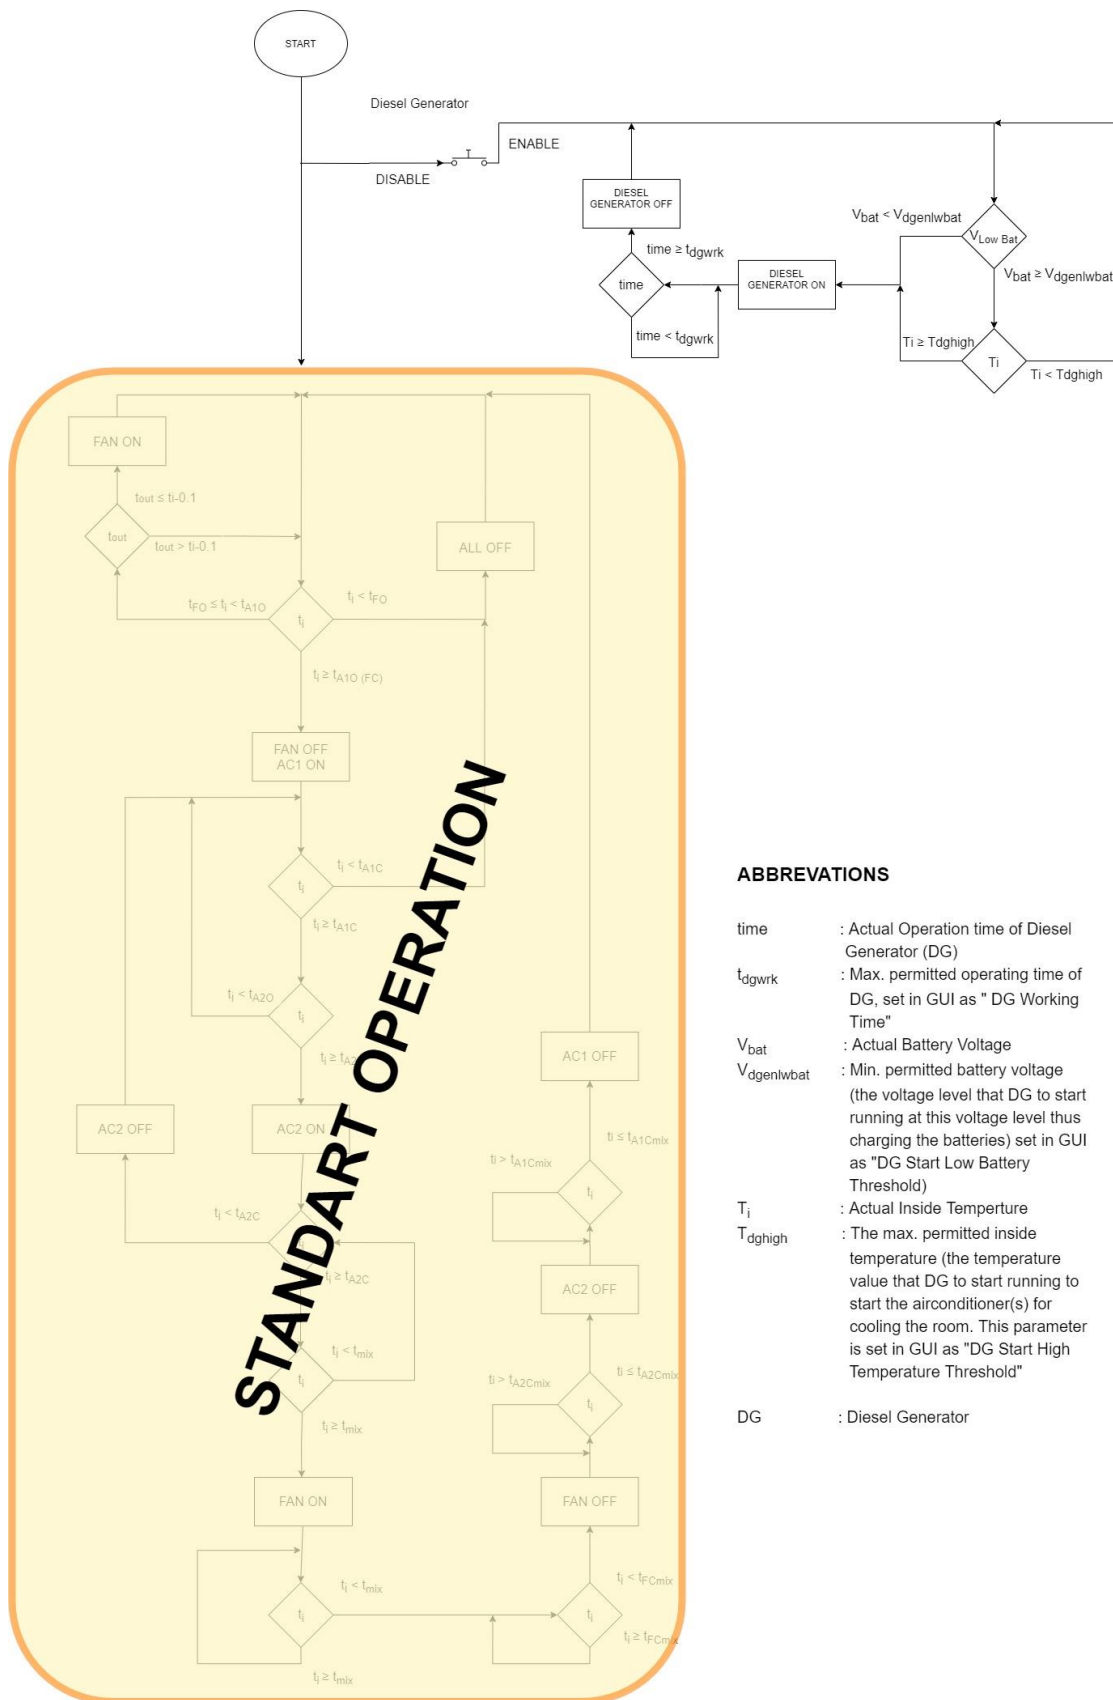 START
Diesel Generator
ENABLE
DISABLE
DIESEL
GENERATOR OFF
time ≥ tdgwrk
time
time < tdgwrk
DIESEL
GENERATOR ON
Vbat < Vdgenlwbat
VLow Bat
Vbat ≥ Vdgenlwbat
Ti ≥ Tdghigh
Ti
Ti < Tdghigh
FAN ON
tout ≤ ti-0.1
tout
tout > ti-0.1
ALL OFF
tFO ≤ ti < tA1O
ti < tFO
ti
ti ≥ tA1O (FC)
FAN OFF
AC1 ON
ti < tA1C
ti
ti ≥ tA1C
ti < tA2O
ti
ti ≥ tA2
AC2 OFF
AC2 ON
ti < tA2C
ti ≥ tA2C
ti < tmix
ti
ti ≥ tmix
FAN ON
ti < tmix
ti
ti ≥ tmix
AC1 OFF
ti ≤ tA1Cmix
ti > tA1Cmix
ti
AC2 OFF
ti ≤ tA2Cmix
ti > tA2Cmix
ti
FAN OFF
ti < tFCmix
ti
ti ≥ tFCmix
STANDART OPERATION
ABBREVATIONS
time : Actual Operation time of Diesel
Generator (DG)
tdgwrk : Max. permitted operating time of
DG, set in GUI as " DG Working
Time"
Vbat : Actual Battery Voltage
Vdgenlwbat : Min. permitted battery voltage
(the voltage level that DG to start
running at this voltage level thus
charging the batteries) set in GUI
as "DG Start Low Battery
Threshold)
Ti : Actual Inside Temperture
Tdghigh : The max. permitted inside
temperature (the temperature
value that DG to start running to
start the airconditioner(s) for
cooling the room. This parameter
is set in GUI as "DG Start High
Temperature Threshold"
DG : Diesel Generator